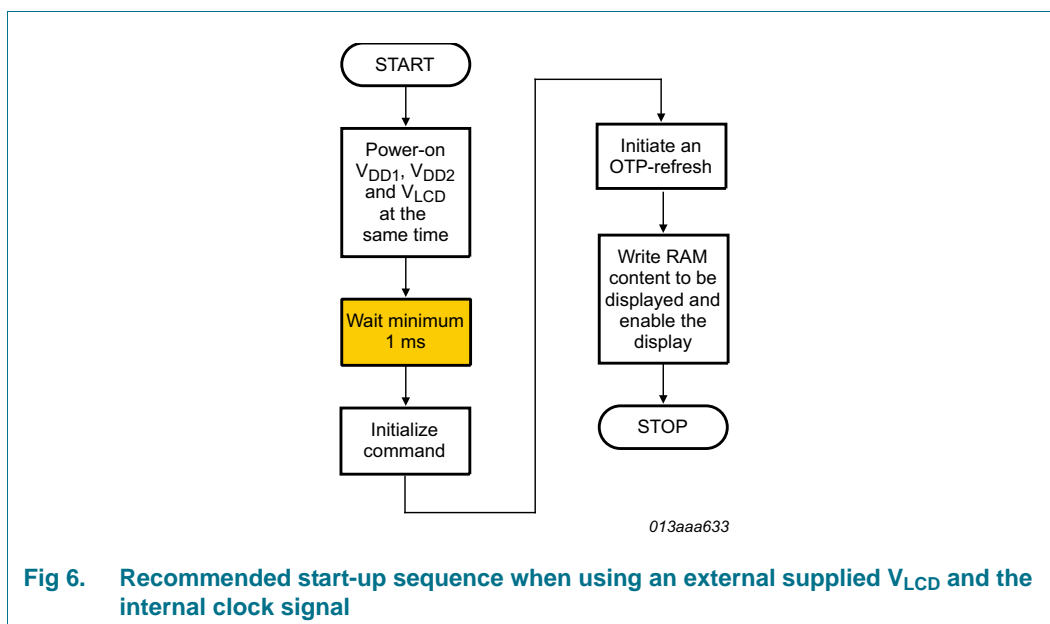 START
Power-on
VDD1, VDD2
and VLCD
at the
same time
Wait minimum
1 ms
Initialize
command
Initiate an
OTP-refresh
Write RAM
content to be
displayed and
enable the
display
STOP
013aaa633
Fig 6. Recommended start-up sequence when using an external supplied VLCD and the
internal clock signal